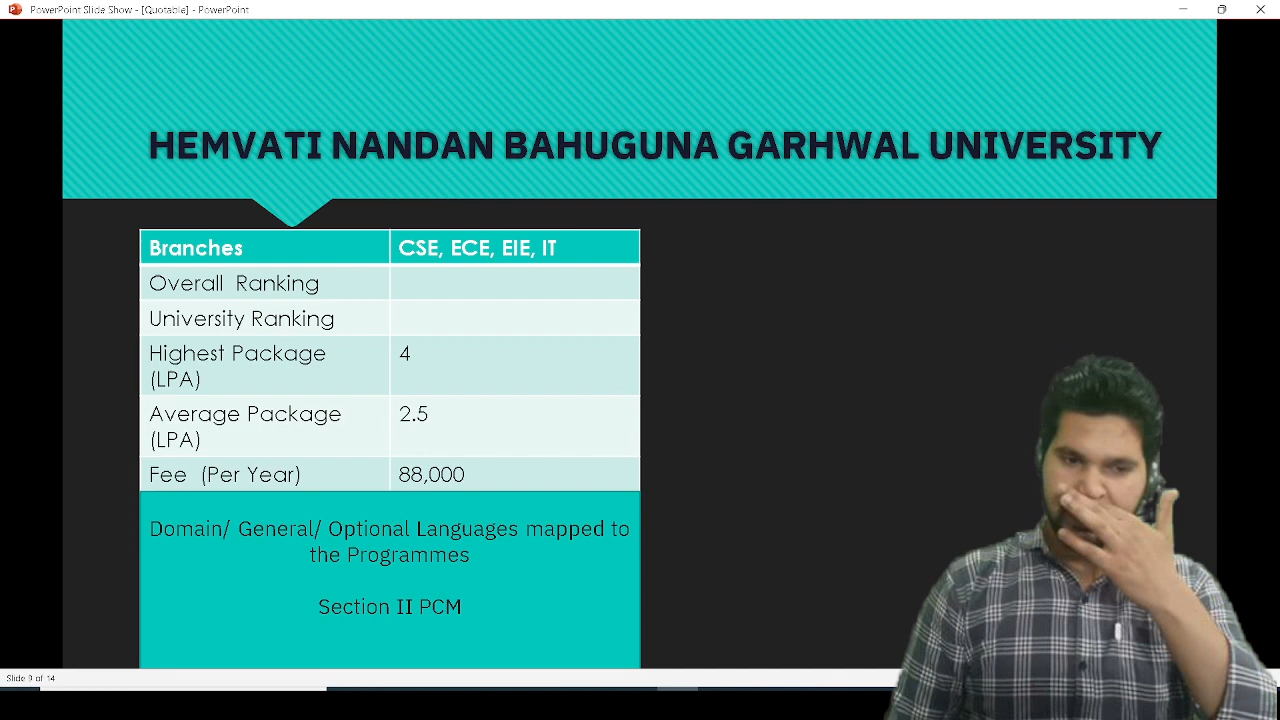 PowerPoint Slide Show - [Quotable] - PowerPoint
HEMVATI NANDAN BAHUGUNA GARHWAL UNIVERSITY
Branches CSE, ECE, EIE, IT
Overall Ranking
University Ranking
Highest Package 4
(LPA)
Average Package 2.5
(LPA)
Fee (Per Year) 88,000
Domain/ General/ Optional Languages mapped to
the Programmes
Section II PCM
Slide 9 of 14